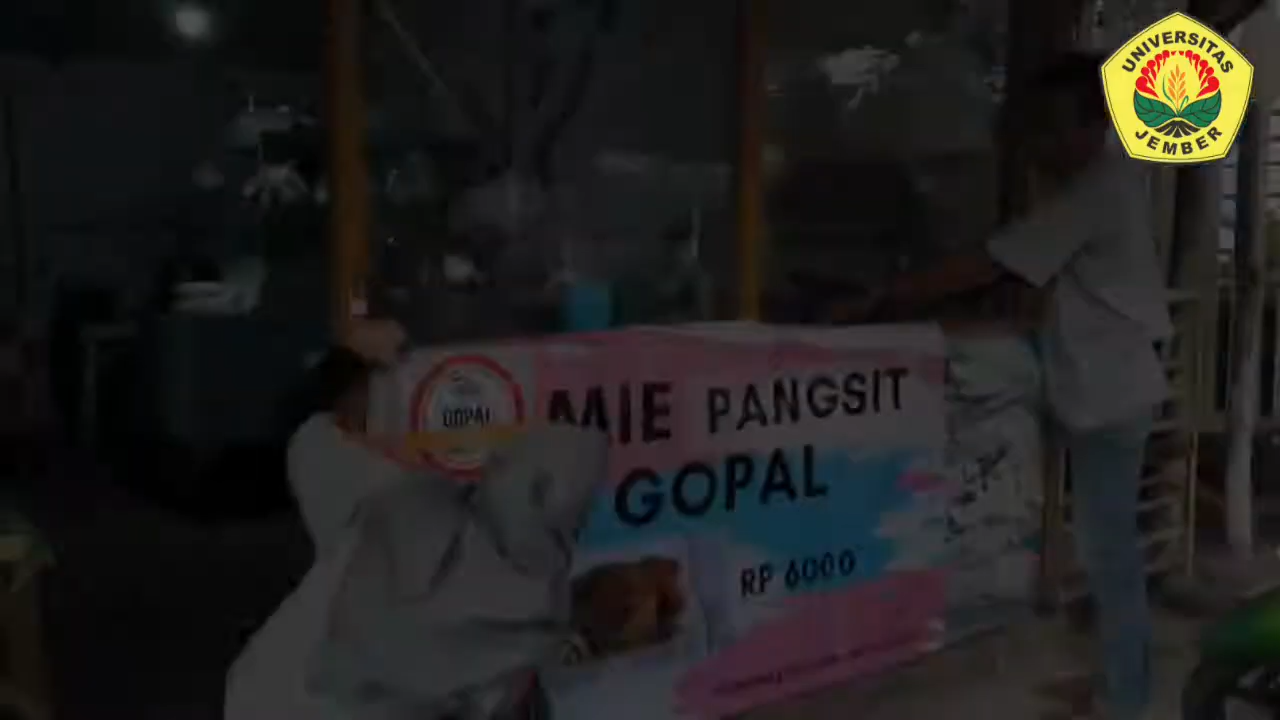 UNIVERSITAS
JEMBER
GOPAL
MIE PANGSIT
GOPAL
RP 6000